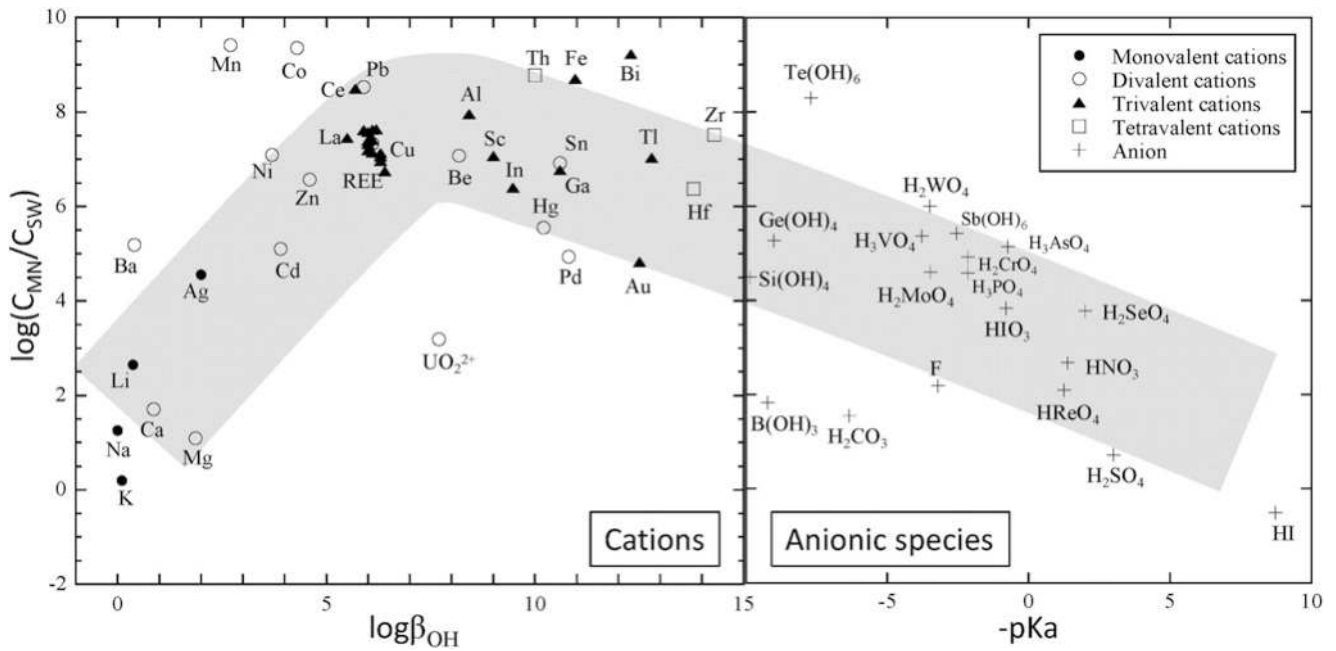 10
8
6
4
2
0
-2
log(C_MN/C_SW)
Mn
Co
Pb
Ce
La
Ni
Zn
REE
Cu
Cd
Ba
Ag
Li
Ca
Na
Mg
K
Al
Be
Sc
In
Th
Fe
Bi
Sn
Ga
Hg
Pd
Tl
Au
Zr
Hf
UO₂²⁺
Cations
0
5
10
15
logβ_OH
Monovalent cations
Divalent cations
Trivalent cations
Tetravalent cations
Anion
Te(OH)₆
H₂WO₄
Ge(OH)₄
Sb(OH)₆
H₃VO₄
H₃AsO₄
H₂CrO₄
Si(OH)₄
H₂MoO₄
H₃PO₄
HIO₃
H₂SeO₄
F
HNO₃
HReO₄
B(OH)₃
H₂CO₃
H₂SO₄
HI
Anionic species
-5
0
5
10
-pKa